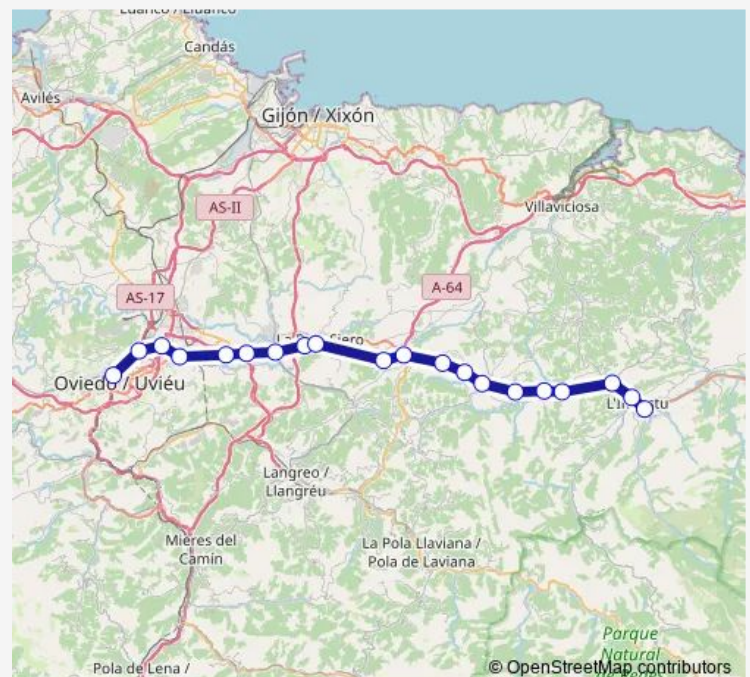 Candás
Avilés
Gijón / Xixón
AS-II
Villaviciosa
A-64
AS-17
Siero
Oviedo / Uviéu
Langreo /
Llangréu
Mieres del
Camín
La Pola Llaviana /
Pola de Laviana
Parque
Natural
Pola de Lena /
© OpenStreetMap contributors